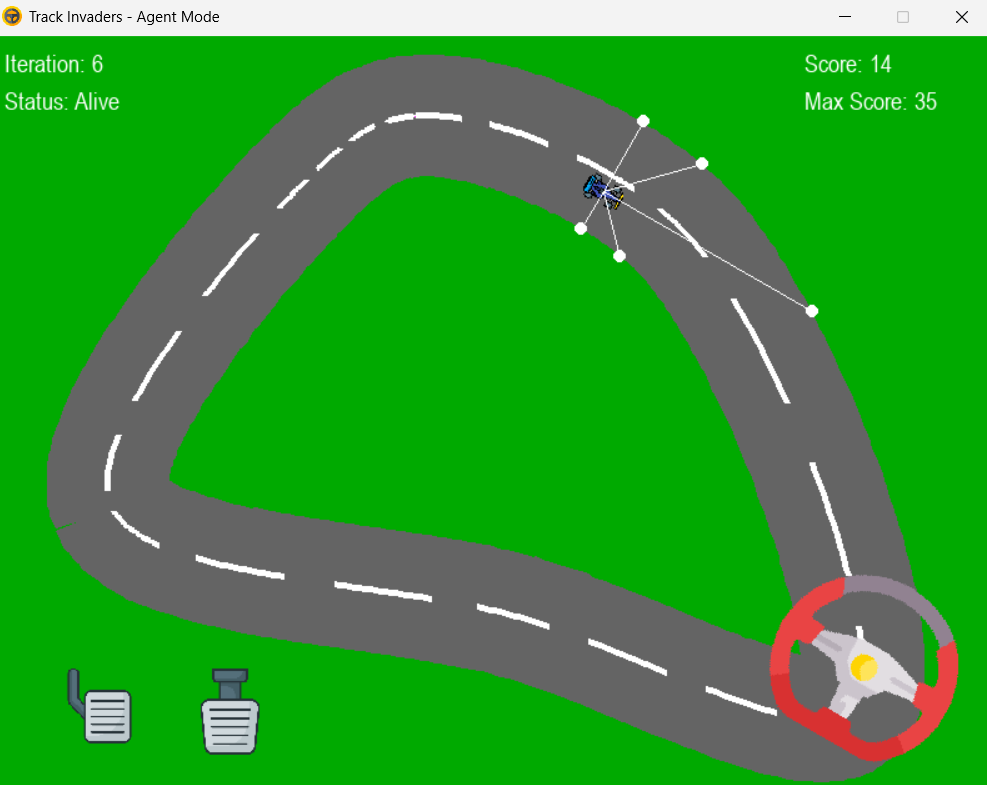 Track Invaders - Agent Mode
Iteration: 6
Score: 14
Status: Alive
Max Score: 35